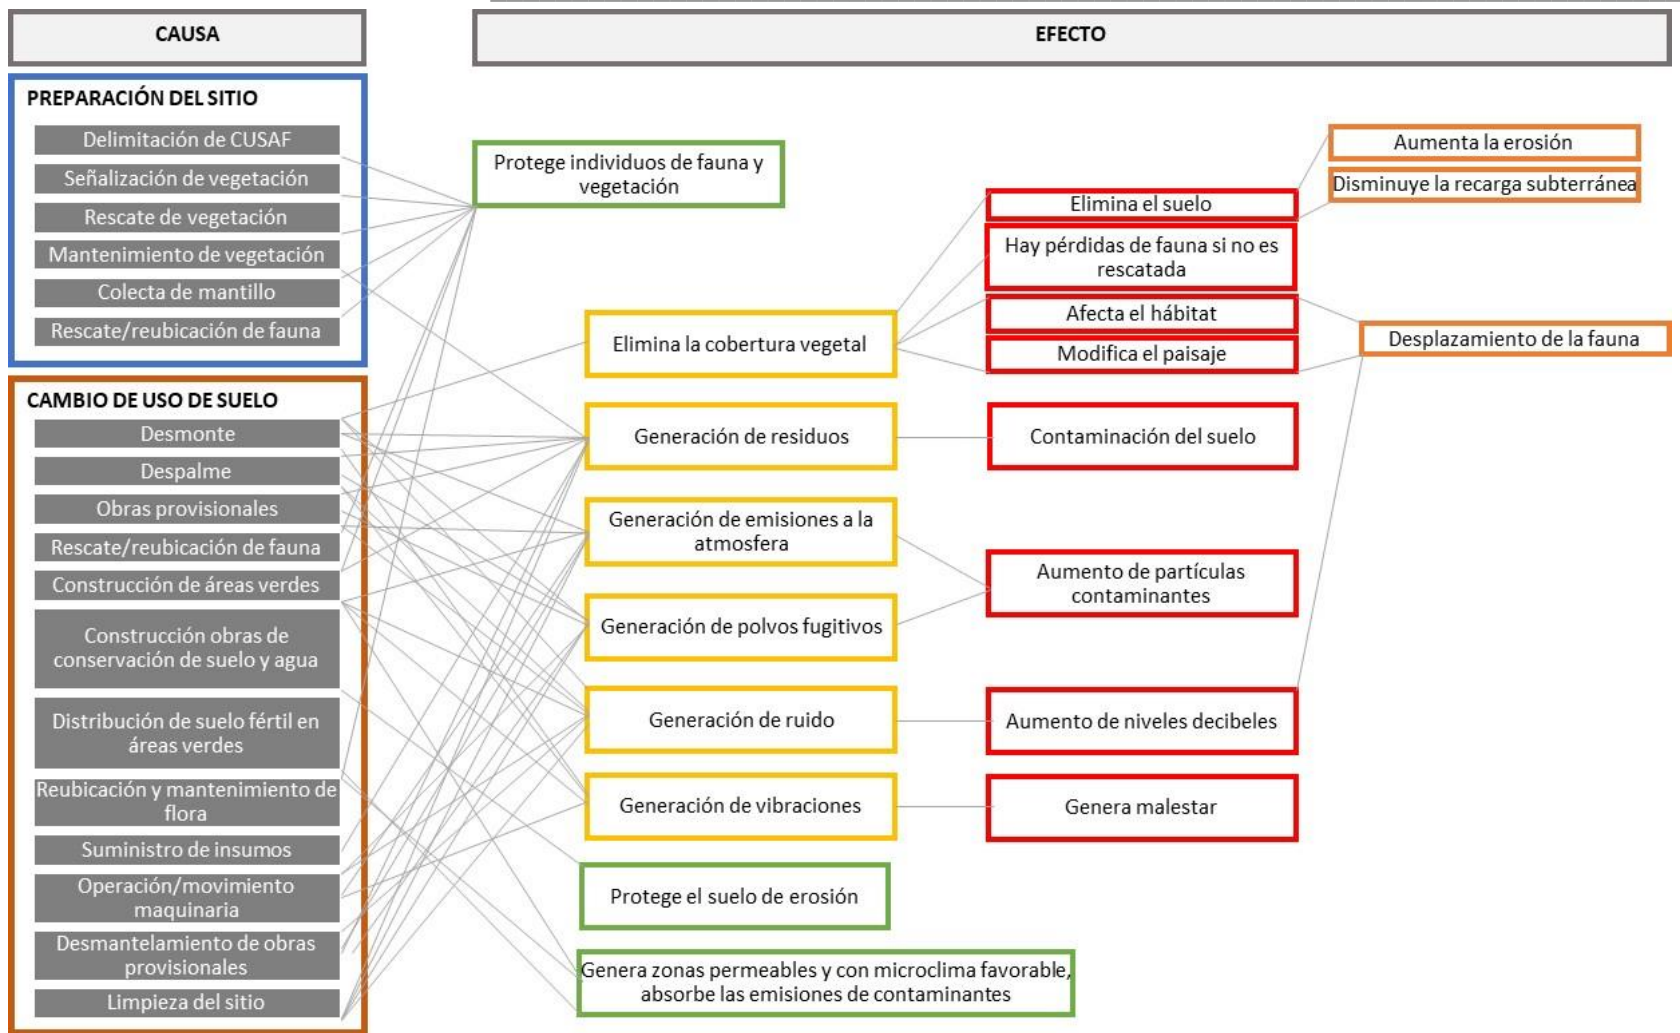 CAUSA
EFECTO
PREPARACIÓN DEL SITIO
Delimitación de CUSAF
Señalización de vegetación
Rescate de vegetación
Mantenimiento de vegetación
Colecta de mantillo
Rescate/reubicación de fauna
CAMBIO DE USO DE SUELO
Desmonte
Despalme
Obras provisionales
Rescate/reubicación de fauna
Construcción de áreas verdes
Construcción obras de
conservación de suelo y agua
Distribución de suelo fértil en
áreas verdes
Reubicación y mantenimiento de
flora
Suministro de insumos
Operación/movimiento
maquinaria
Desmantelamiento de obras
provisionales
Limpieza del sitio
Protege individuos de fauna y
vegetación
Elimina la cobertura vegetal
Generación de residuos
Generación de emisiones a la
atmosfera
Generación de polvos fugitivos
Generación de ruido
Generación de vibraciones
Protege el suelo de erosión
Genera zonas permeables y con microclima favorable,
absorbe las emisiones de contaminantes
Elimina el suelo
Hay pérdidas de fauna si no es
rescatada
Afecta el hábitat
Modifica el paisaje
Contaminación del suelo
Aumento de partículas
contaminantes
Aumento de niveles decibeles
Genera malestar
Aumenta la erosión
Disminuye la recarga subterránea
Desplazamiento de la fauna